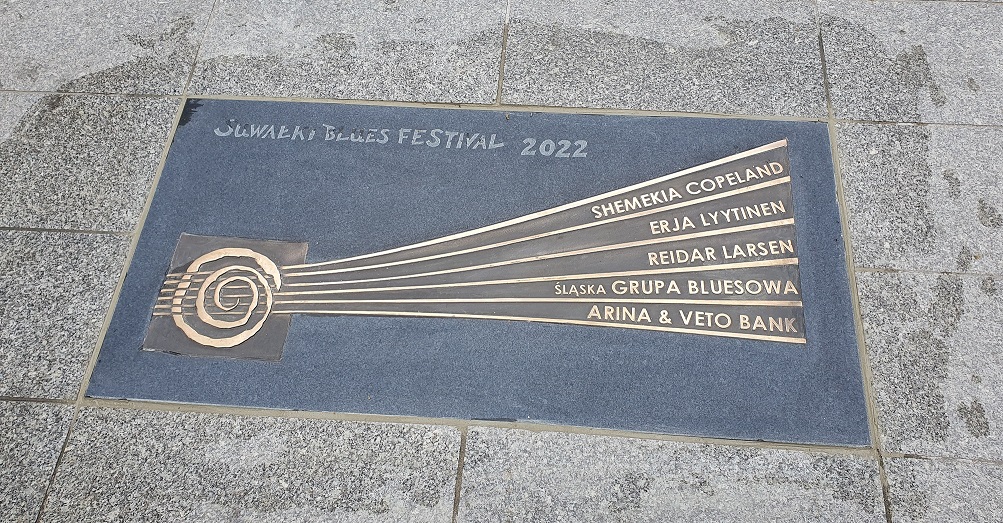 SUWAŁKI BLUES FESTIVAL 2022
SHEMEKIA COPELAND
ERJA LYYTINEN
REIDAR LARSEN
ŚLĄSKA GRUPA BLUESOWA
ARINA & VETO BANK